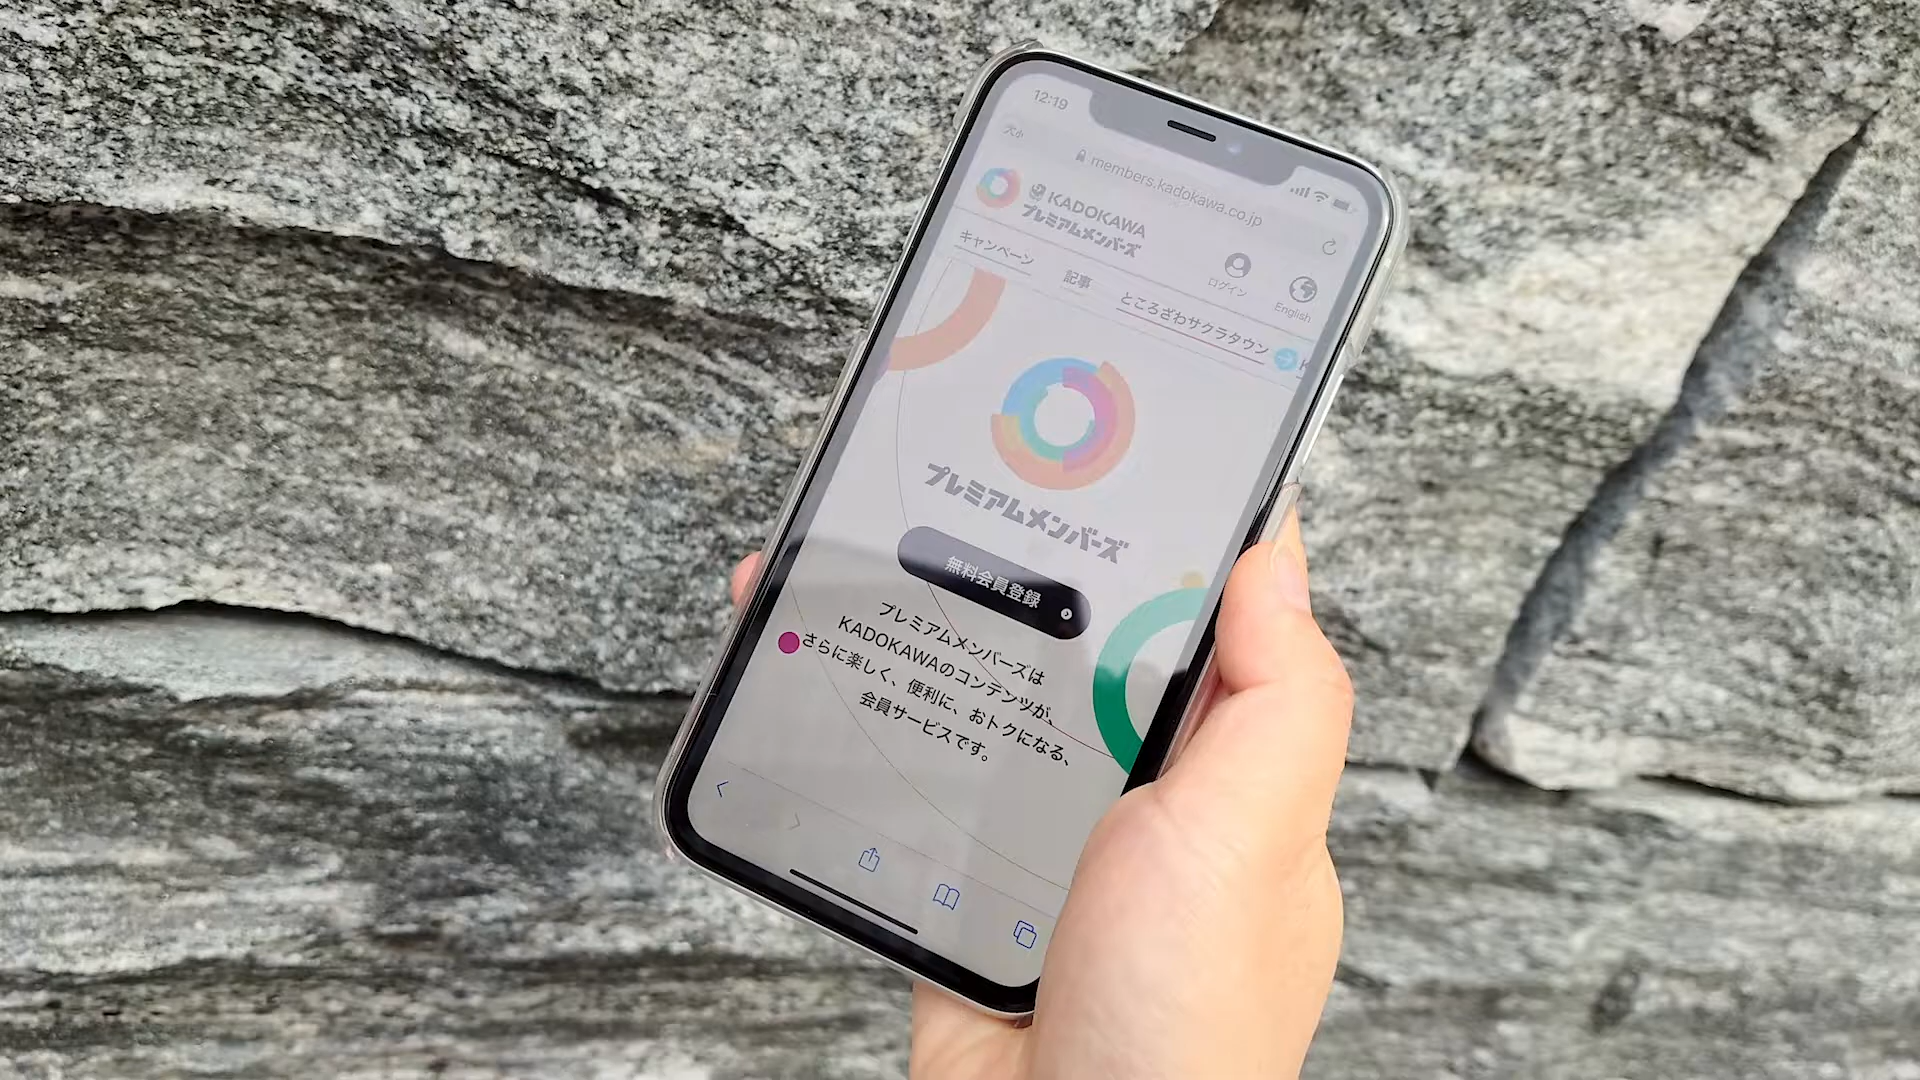 12:19
大小
members.kadokawa.co.jp
KADOKAWA
プレミアムメンバーズ
ログイン
English
キャンペーン
記事
ところざわサクラタウン
K
プレミアムメンバーズ
無料会員登録
プレミアムメンバーズは
KADOKAWAのコンテンツが、
さらに楽しく、便利に、おトクになる、
会員サービスです。